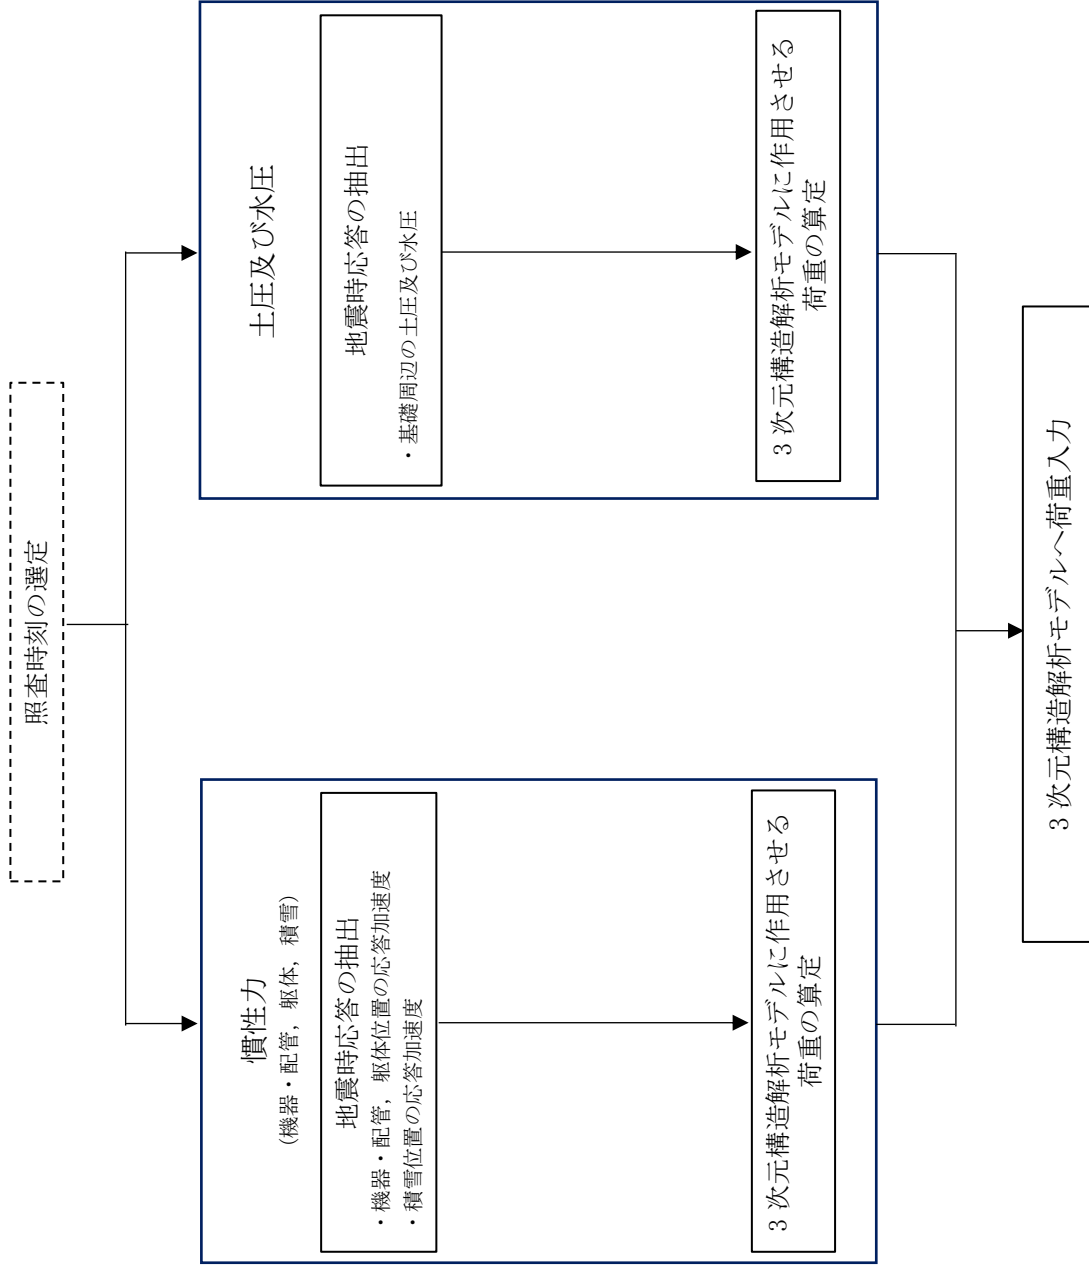 照査時刻の選定
慣性力
(機器・配管，躯体，積雪)
地震時応答の抽出
・機器・配管，躯体位置の応答加速度
・積雪位置の応答加速度
3次元構造解析モデルに作用させる
荷重の算定
土圧及び水圧
地震時応答の抽出
・基礎周辺の土圧及び水圧
3次元構造解析モデルに作用させる
荷重の算定
3次元構造解析モデルへ荷重入力